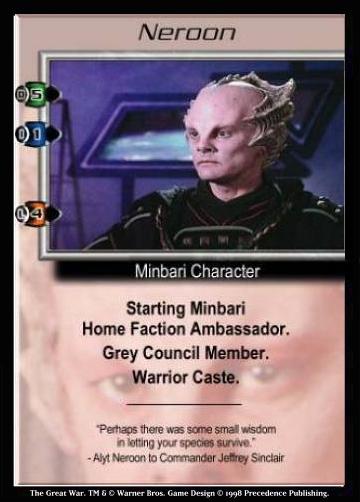 Neroon
5
1
4
Minbari Character
Starting Minbari
Home Faction Ambassador.
Grey Council Member.
Warrior Caste.
"Perhaps there was some small wisdom
in letting your species survive."
- Alyt Neroon to Commander Jeffrey Sinclair
The Great War. TM & © Warner Bros. Game Design © 1998 Precedence Publishing.